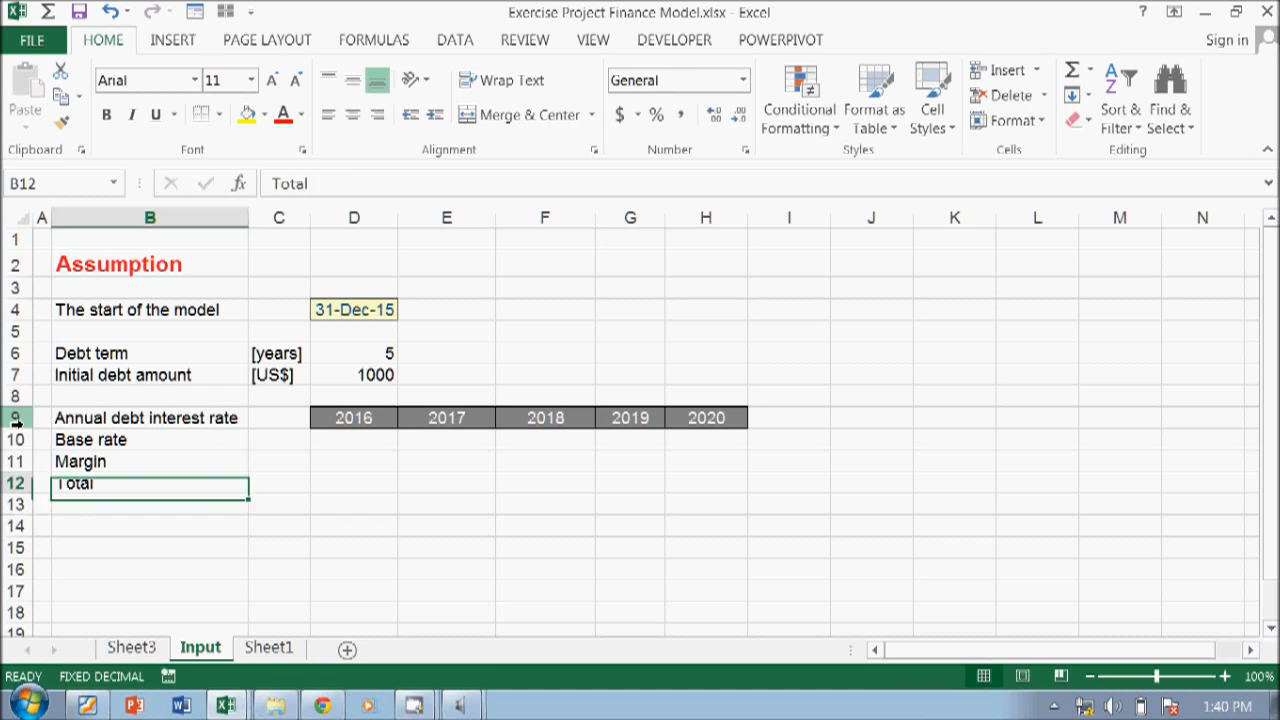 Exercise Project Finance Model.xlsx - Excel
FILE HOME INSERT PAGE LAYOUT FORMULAS DATA REVIEW VIEW DEVELOPER POWERPIVOT Sign in
Paste
Arial 11
B I U A
Wrap Text
Merge & Center
General
$ % ,
Conditional Formatting
Format as Table
Cell Styles
Insert
Delete
Format
Sort & Filter
Find & Select
Clipboard Font Alignment Number Styles Cells Editing
B12 fx Total
A B C D E F G H I J K L M N
1
2 Assumption
3
4 The start of the model 31-Dec-15
5
6 Debt term [years] 5
7 Initial debt amount [US$] 1000
8
9 Annual debt interest rate 2016 2017 2018 2019 2020
10 Base rate
11 Margin
12 Total
13
14
15
16
17
18
19
Sheet3 Input Sheet1
READY FIXED DECIMAL 100%
1:40 PM